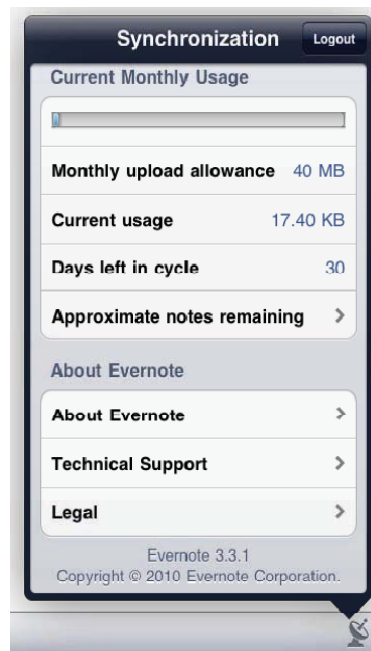 Synchronization
Logout
Current Monthly Usage
Monthly upload allowance 40 MB
Current usage 17.40 KB
Days left in cycle 30
Approximate notes remaining
About Evernote
About Evernote
Technical Support
Legal
Evernote 3.3.1
Copyright © 2010 Evernote Corporation.